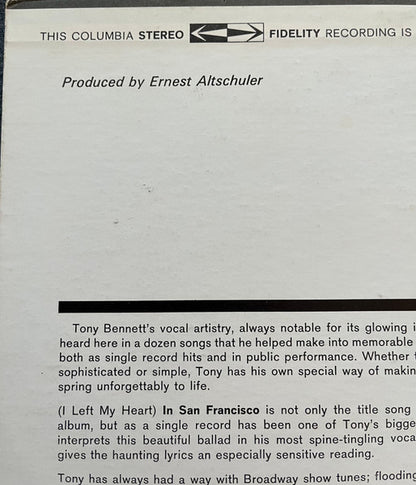 THIS COLUMBIA STEREO FIDELITY RECORDING IS
Produced by Ernest Altschuler
Tony Bennett's vocal artistry, always notable for its glowing
heard here in a dozen songs that he helped make into memorable
both as single record hits and in public performance. Whether
sophisticated or simple, Tony has his own special way of
spring unforgettably to life.
(I Left My Heart) In San Francisco is not only the title song
album, but as a single record has been one of Tony's
interprets this beautiful ballad in his most spine-tingling
gives the haunting lyrics an especially sensitive reading.
Tony has always had a way with Broadway show tunes;